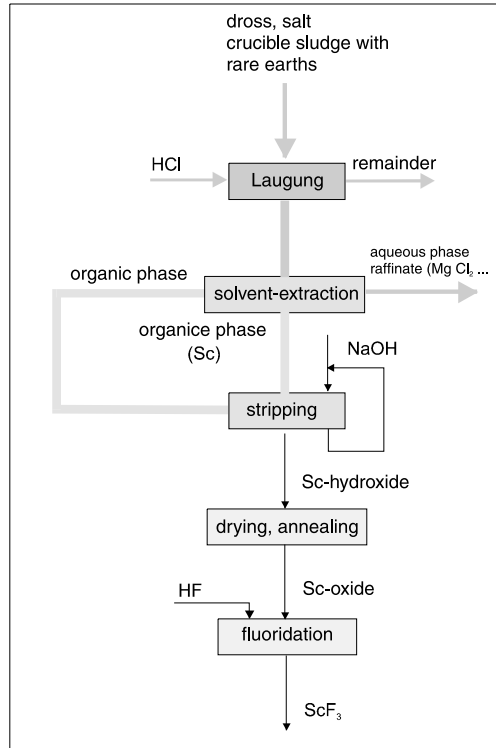 dross, salt
crucible sludge with
rare earths
HCl
Laugung
remainder
organic phase
solvent-extraction
aqueous phase
raffinate (Mg Cl₂ ...
organice phase
(Sc)
NaOH
stripping
Sc-hydroxide
drying, annealing
Sc-oxide
HF
fluoridation
ScF₃